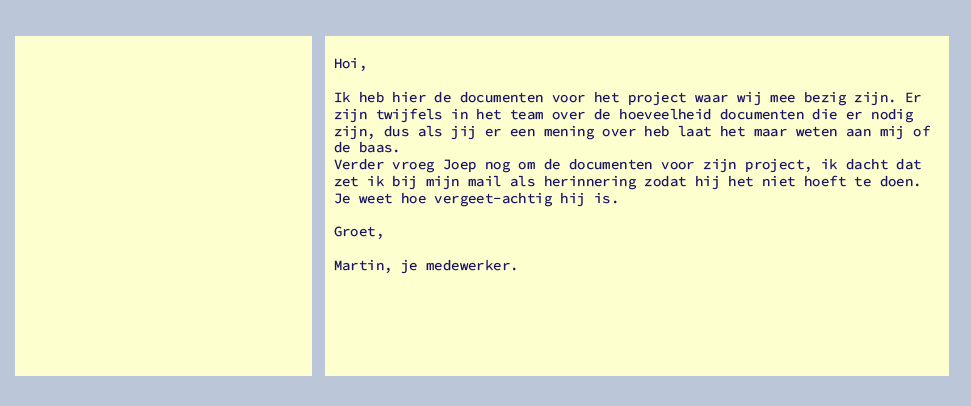 Hoi,
Ik heb hier de documenten voor het project waar wij mee bezig zijn. Er
zijn twijfels in het team over de hoeveelheid documenten die er nodig
zijn, dus als jij er een mening over heb laat het maar weten aan mij of
de baas.
Verder vroeg Joep nog om de documenten voor zijn project, ik dacht dat
zet ik bij mijn mail als herinnering zodat hij het niet hoeft te doen.
Je weet hoe vergeet-achtig hij is.
Groet,
Martin, je medewerker.